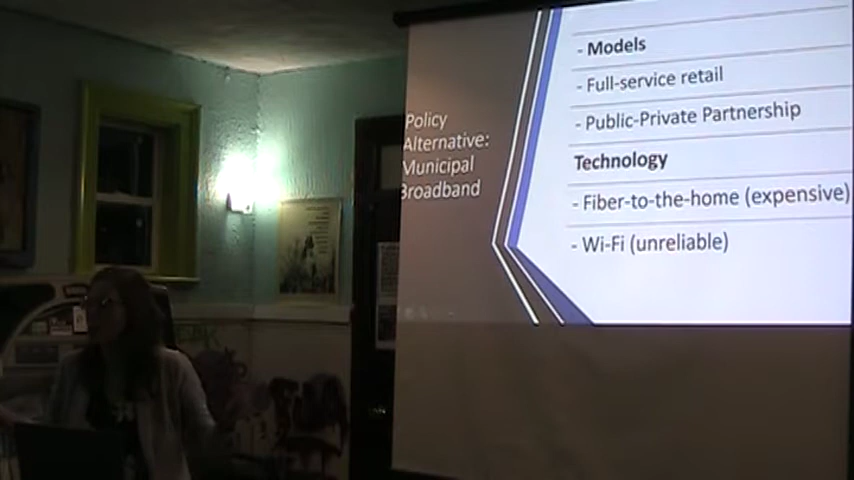 Policy
Alternative:
Municipal
Broadband
- Models
- Full-service retail
- Public-Private Partnership
Technology
- Fiber-to-the-home (expensive)
- Wi-Fi (unreliable)